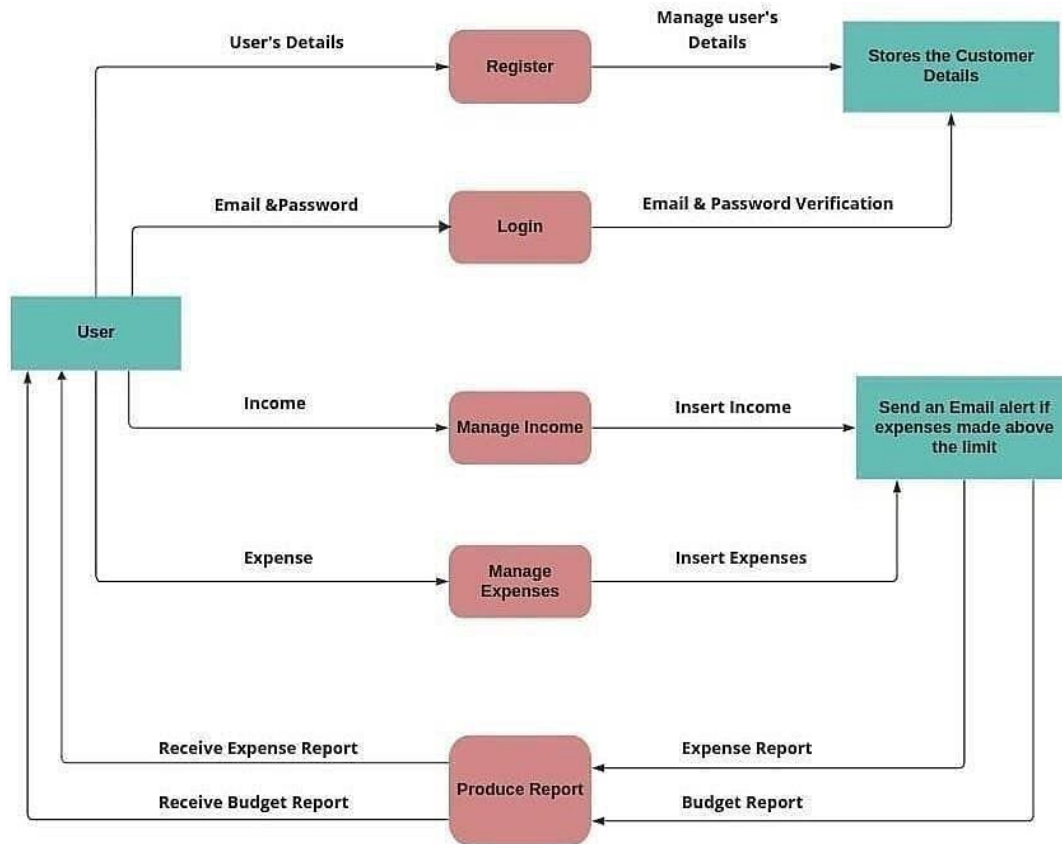 User's Details
Register
Manage user's
Details
Stores the Customer
Details
Email &Password
Login
Email & Password Verification
User
Income
Manage Income
Insert Income
Send an Email alert if
expenses made above
the limit
Expense
Manage
Expenses
Insert Expenses
Receive Expense Report
Produce Report
Expense Report
Receive Budget Report
Budget Report